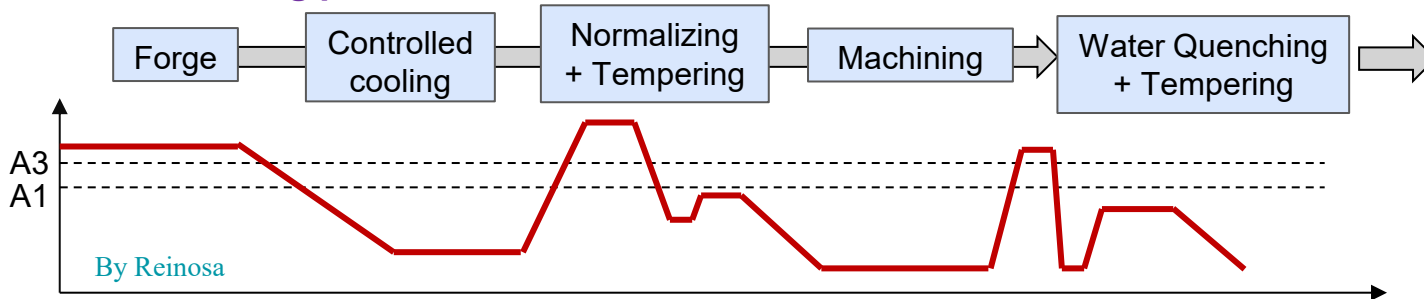 Forge
Controlled
cooling
Normalizing
+ Tempering
Machining
Water Quenching
+ Tempering
A3
A1
By Reinosa